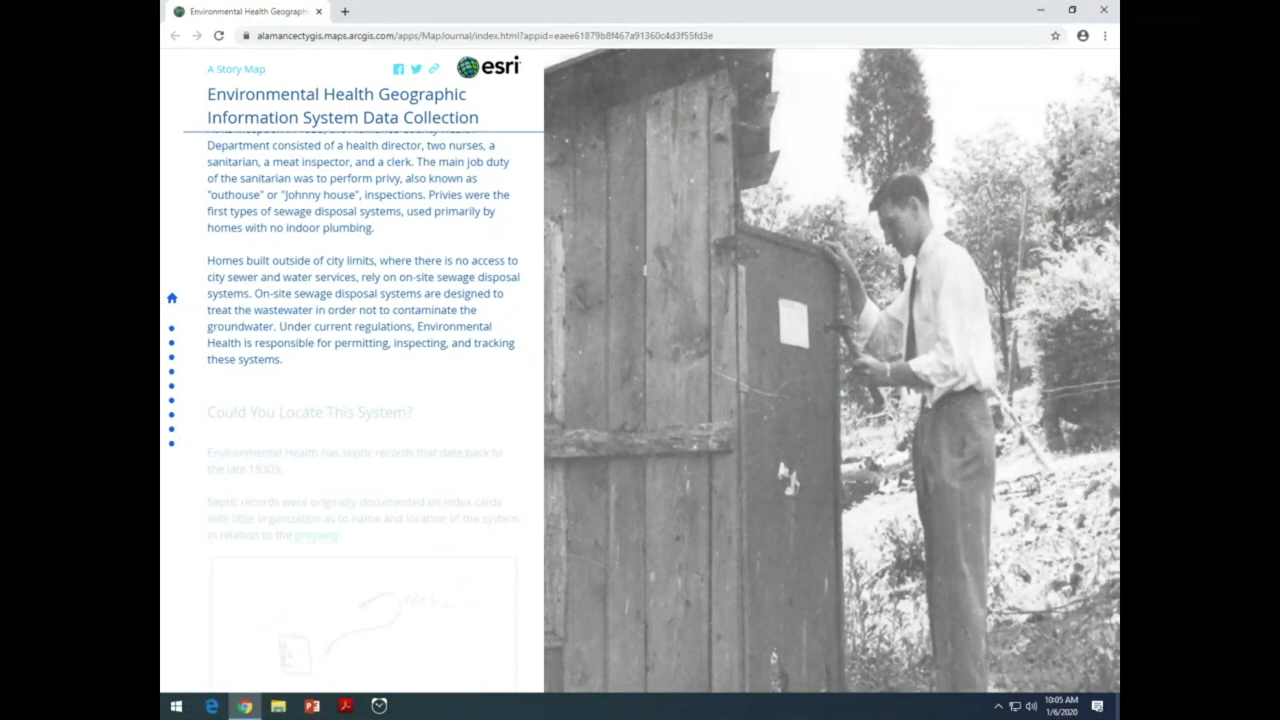 Environmental Health Geograph
alamancectygis.maps.arcgis.com/apps/MapJournal/index.html?appid=eaee61879b8f467a91360c4d3f55fd3e
A Story Map
esri
Environmental Health Geographic
Information System Data Collection
Department consisted of a health director, two nurses, a
sanitarian, a meat inspector, and a clerk. The main job duty
of the sanitarian was to perform privy, also known as
"outhouse" or "Johnny house", inspections. Privies were the
first types of sewage disposal systems, used primarily by
homes with no indoor plumbing.
Homes built outside of city limits, where there is no access to
city sewer and water services, rely on on-site sewage disposal
systems. On-site sewage disposal systems are designed to
treat the wastewater in order not to contaminate the
groundwater. Under current regulations, Environmental
Health is responsible for permitting, inspecting, and tracking
these systems.
Could You Locate This System?
Environmental Health has septic records that date back to
the late 1930's.
Septic records were originally documented on index cards
with little organization as to name and location of the system
in relation to the property.
10:05 AM
1/6/2020